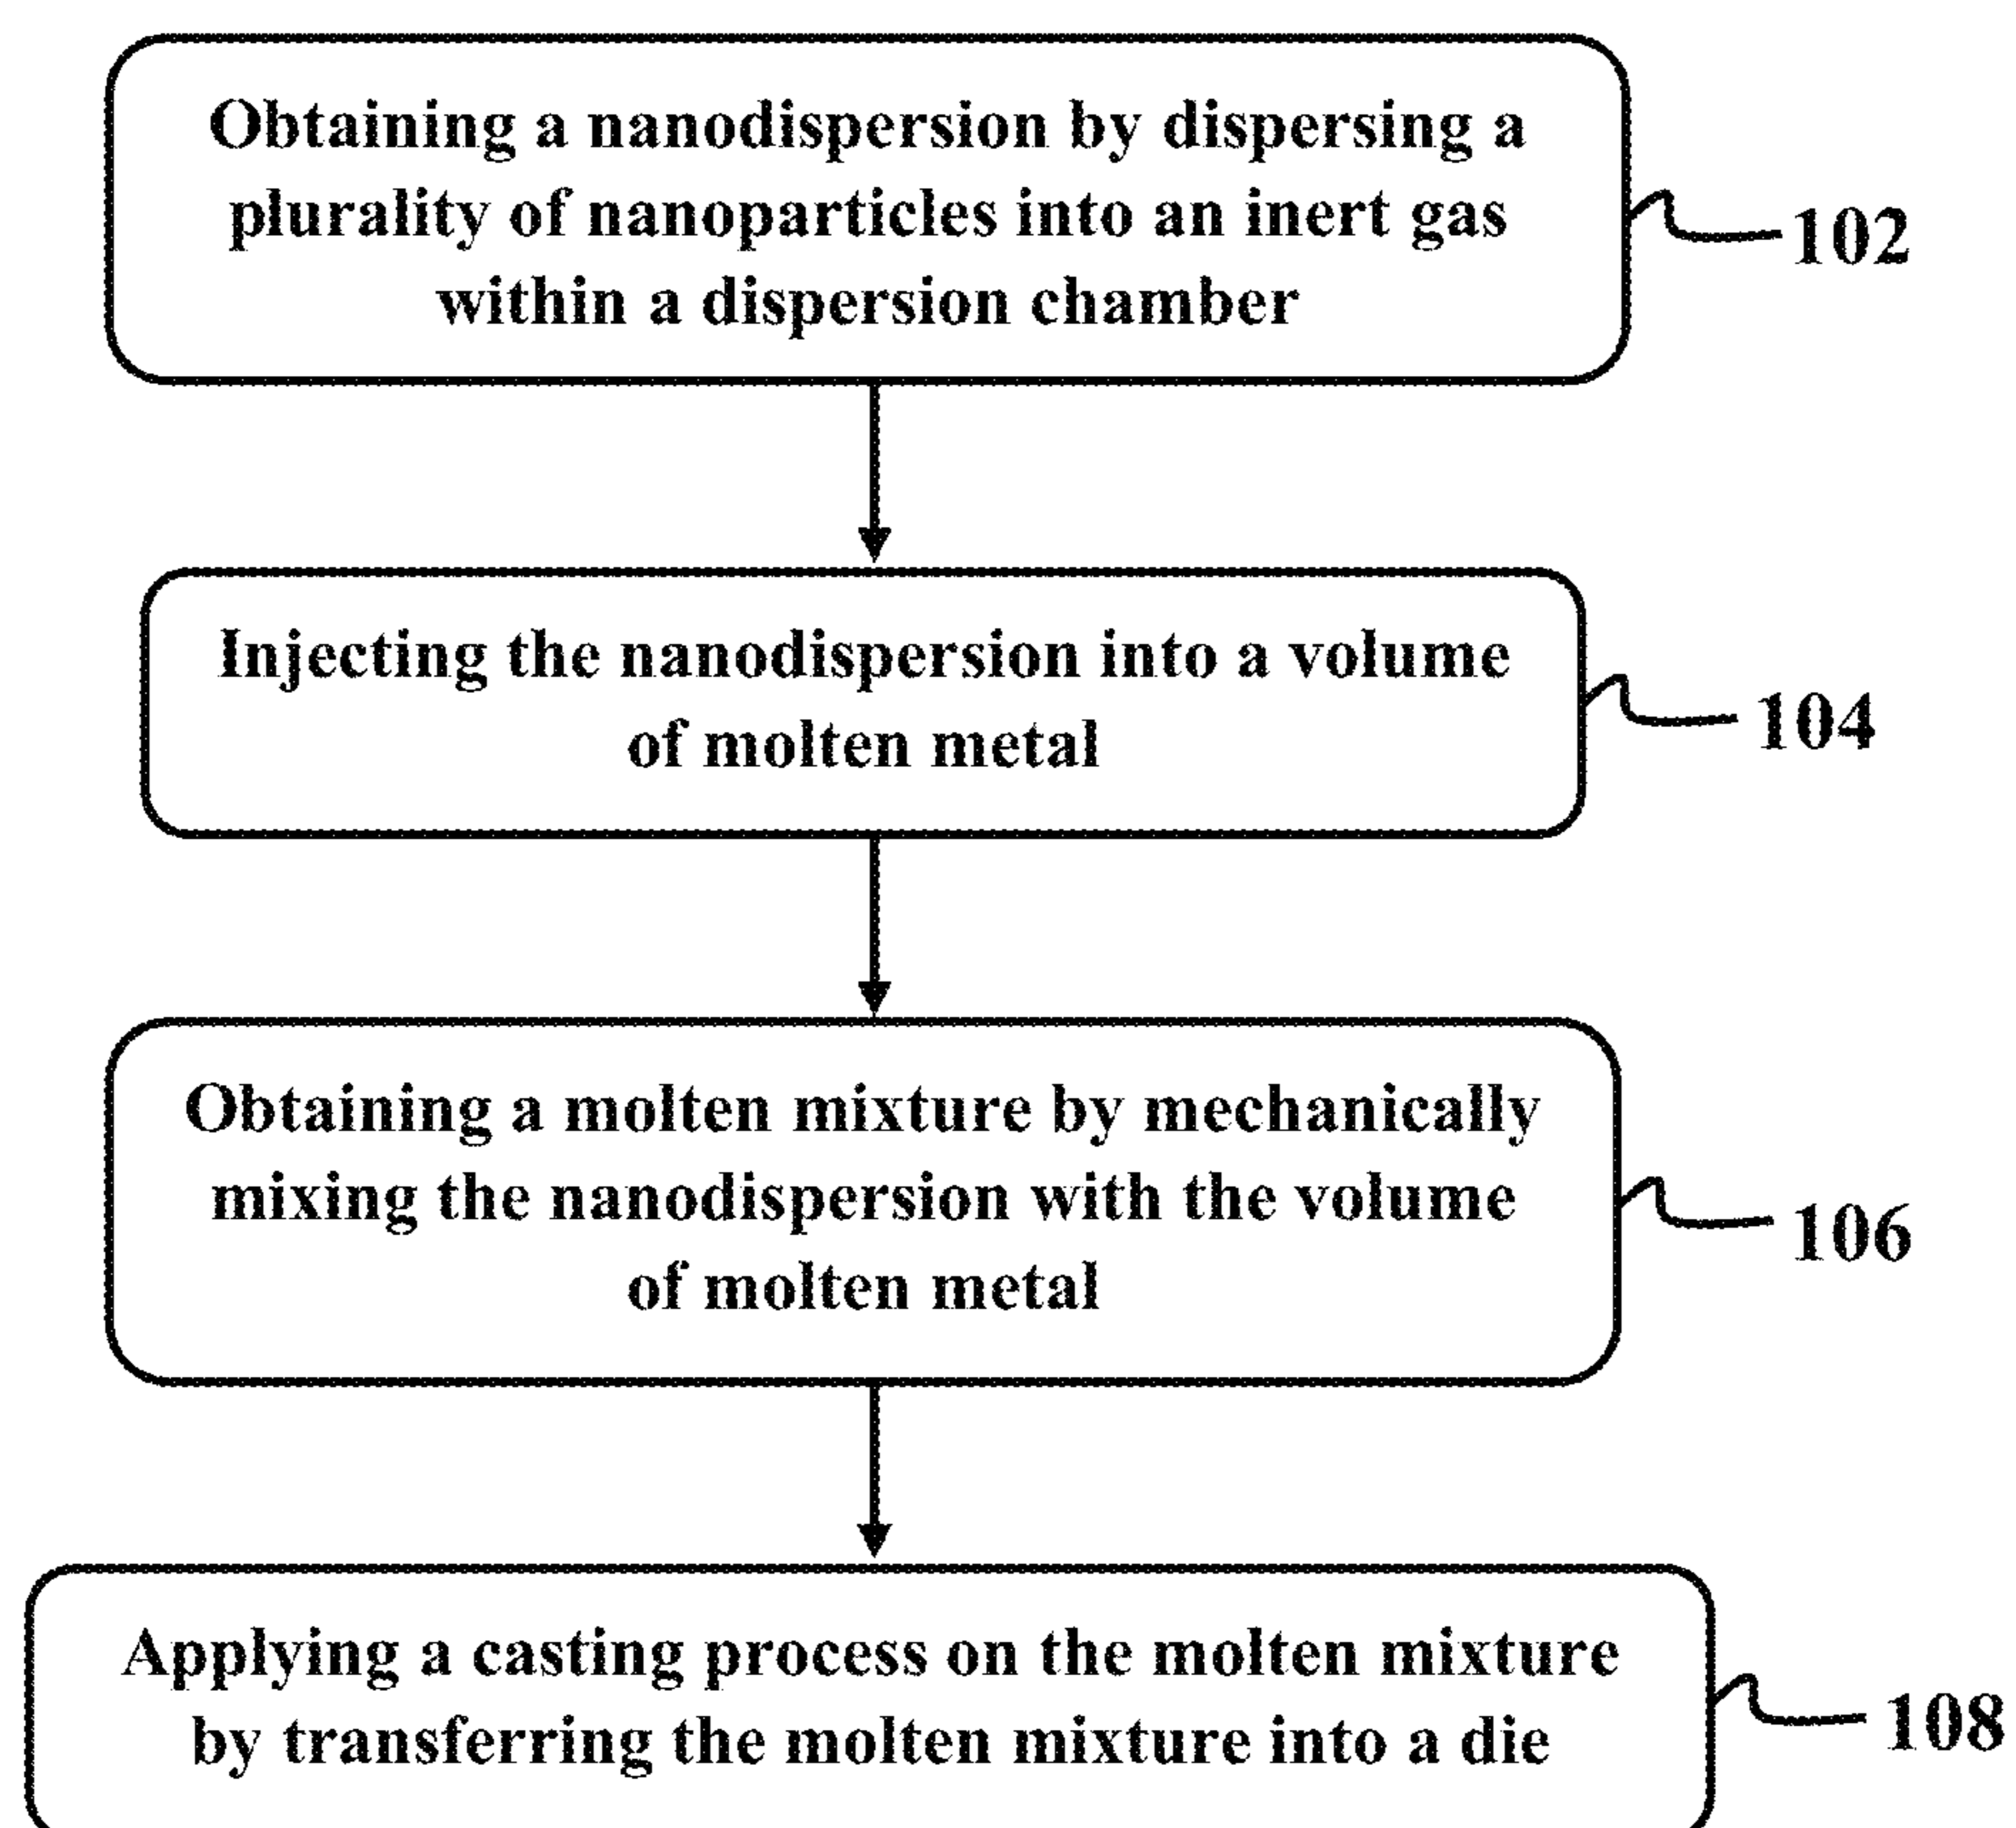 Obtaining a nanodispersion by dispersing a
plurality of nanoparticles into an inert gas
within a dispersion chamber
102
Injecting the nanodispersion into a volume
of molten metal
104
Obtaining a molten mixture by mechanically
mixing the nanodispersion with the volume
of molten metal
106
Applying a casting process on the molten mixture
by transferring the molten mixture into a die
108